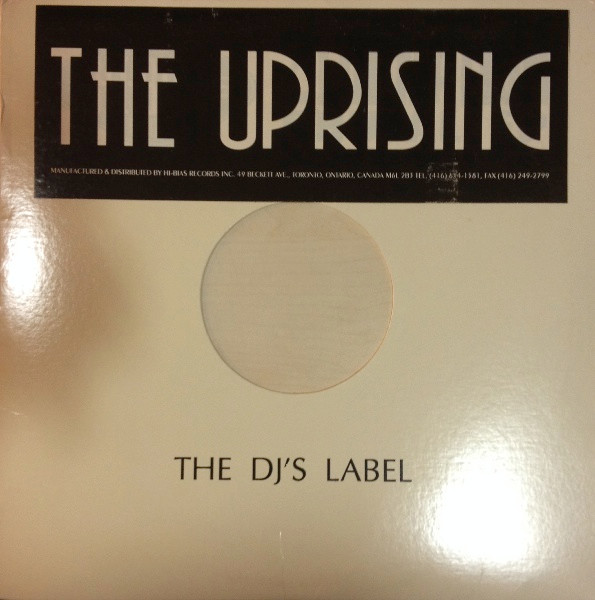 THE UPRISING
MANUFACTURED & DISTRIBUTED BY HI-BIAS RECORDS INC. 49 BECKETT AVE., TORONTO, ONTARIO, CANADA M6L 2B3 TEL. (416) 614-1581, FAX (416) 249-2799
THE DJ'S LABEL